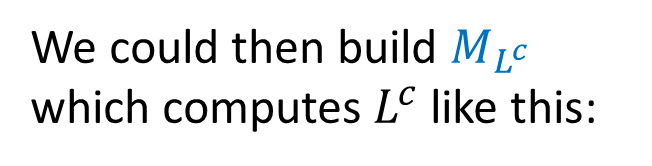 We could then build $M_{L^c}$
which computes $L^c$ like this: